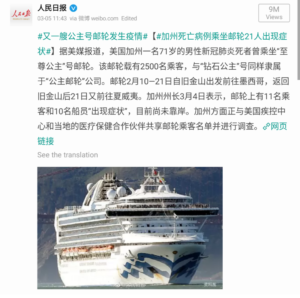 人民日报
03-05 11:43 via 微博 weibo.com Edited
9M
Views
#又一艘公主号邮轮发生疫情#【#加州死亡病例乘坐邮轮21人出现症
状#】据美媒报道，美国加州一名71岁的男性新冠肺炎死者曾乘坐“至
尊公主”号邮轮。该邮轮载有2500名乘客，与“钻石公主”号同样隶属
于“公主邮轮”公司。邮轮2月10—21日自旧金山出发前往墨西哥，返回
旧金山后21日又前往夏威夷。加州州长3月4日表示，邮轮上有11名乘
客和10名船员“出现症状”，目前尚未靠岸。加州方面正与美国疾控中
心和当地的医疗保健合作伙伴共享邮轮乘客名单并进行调查。网页
链接
See the translation